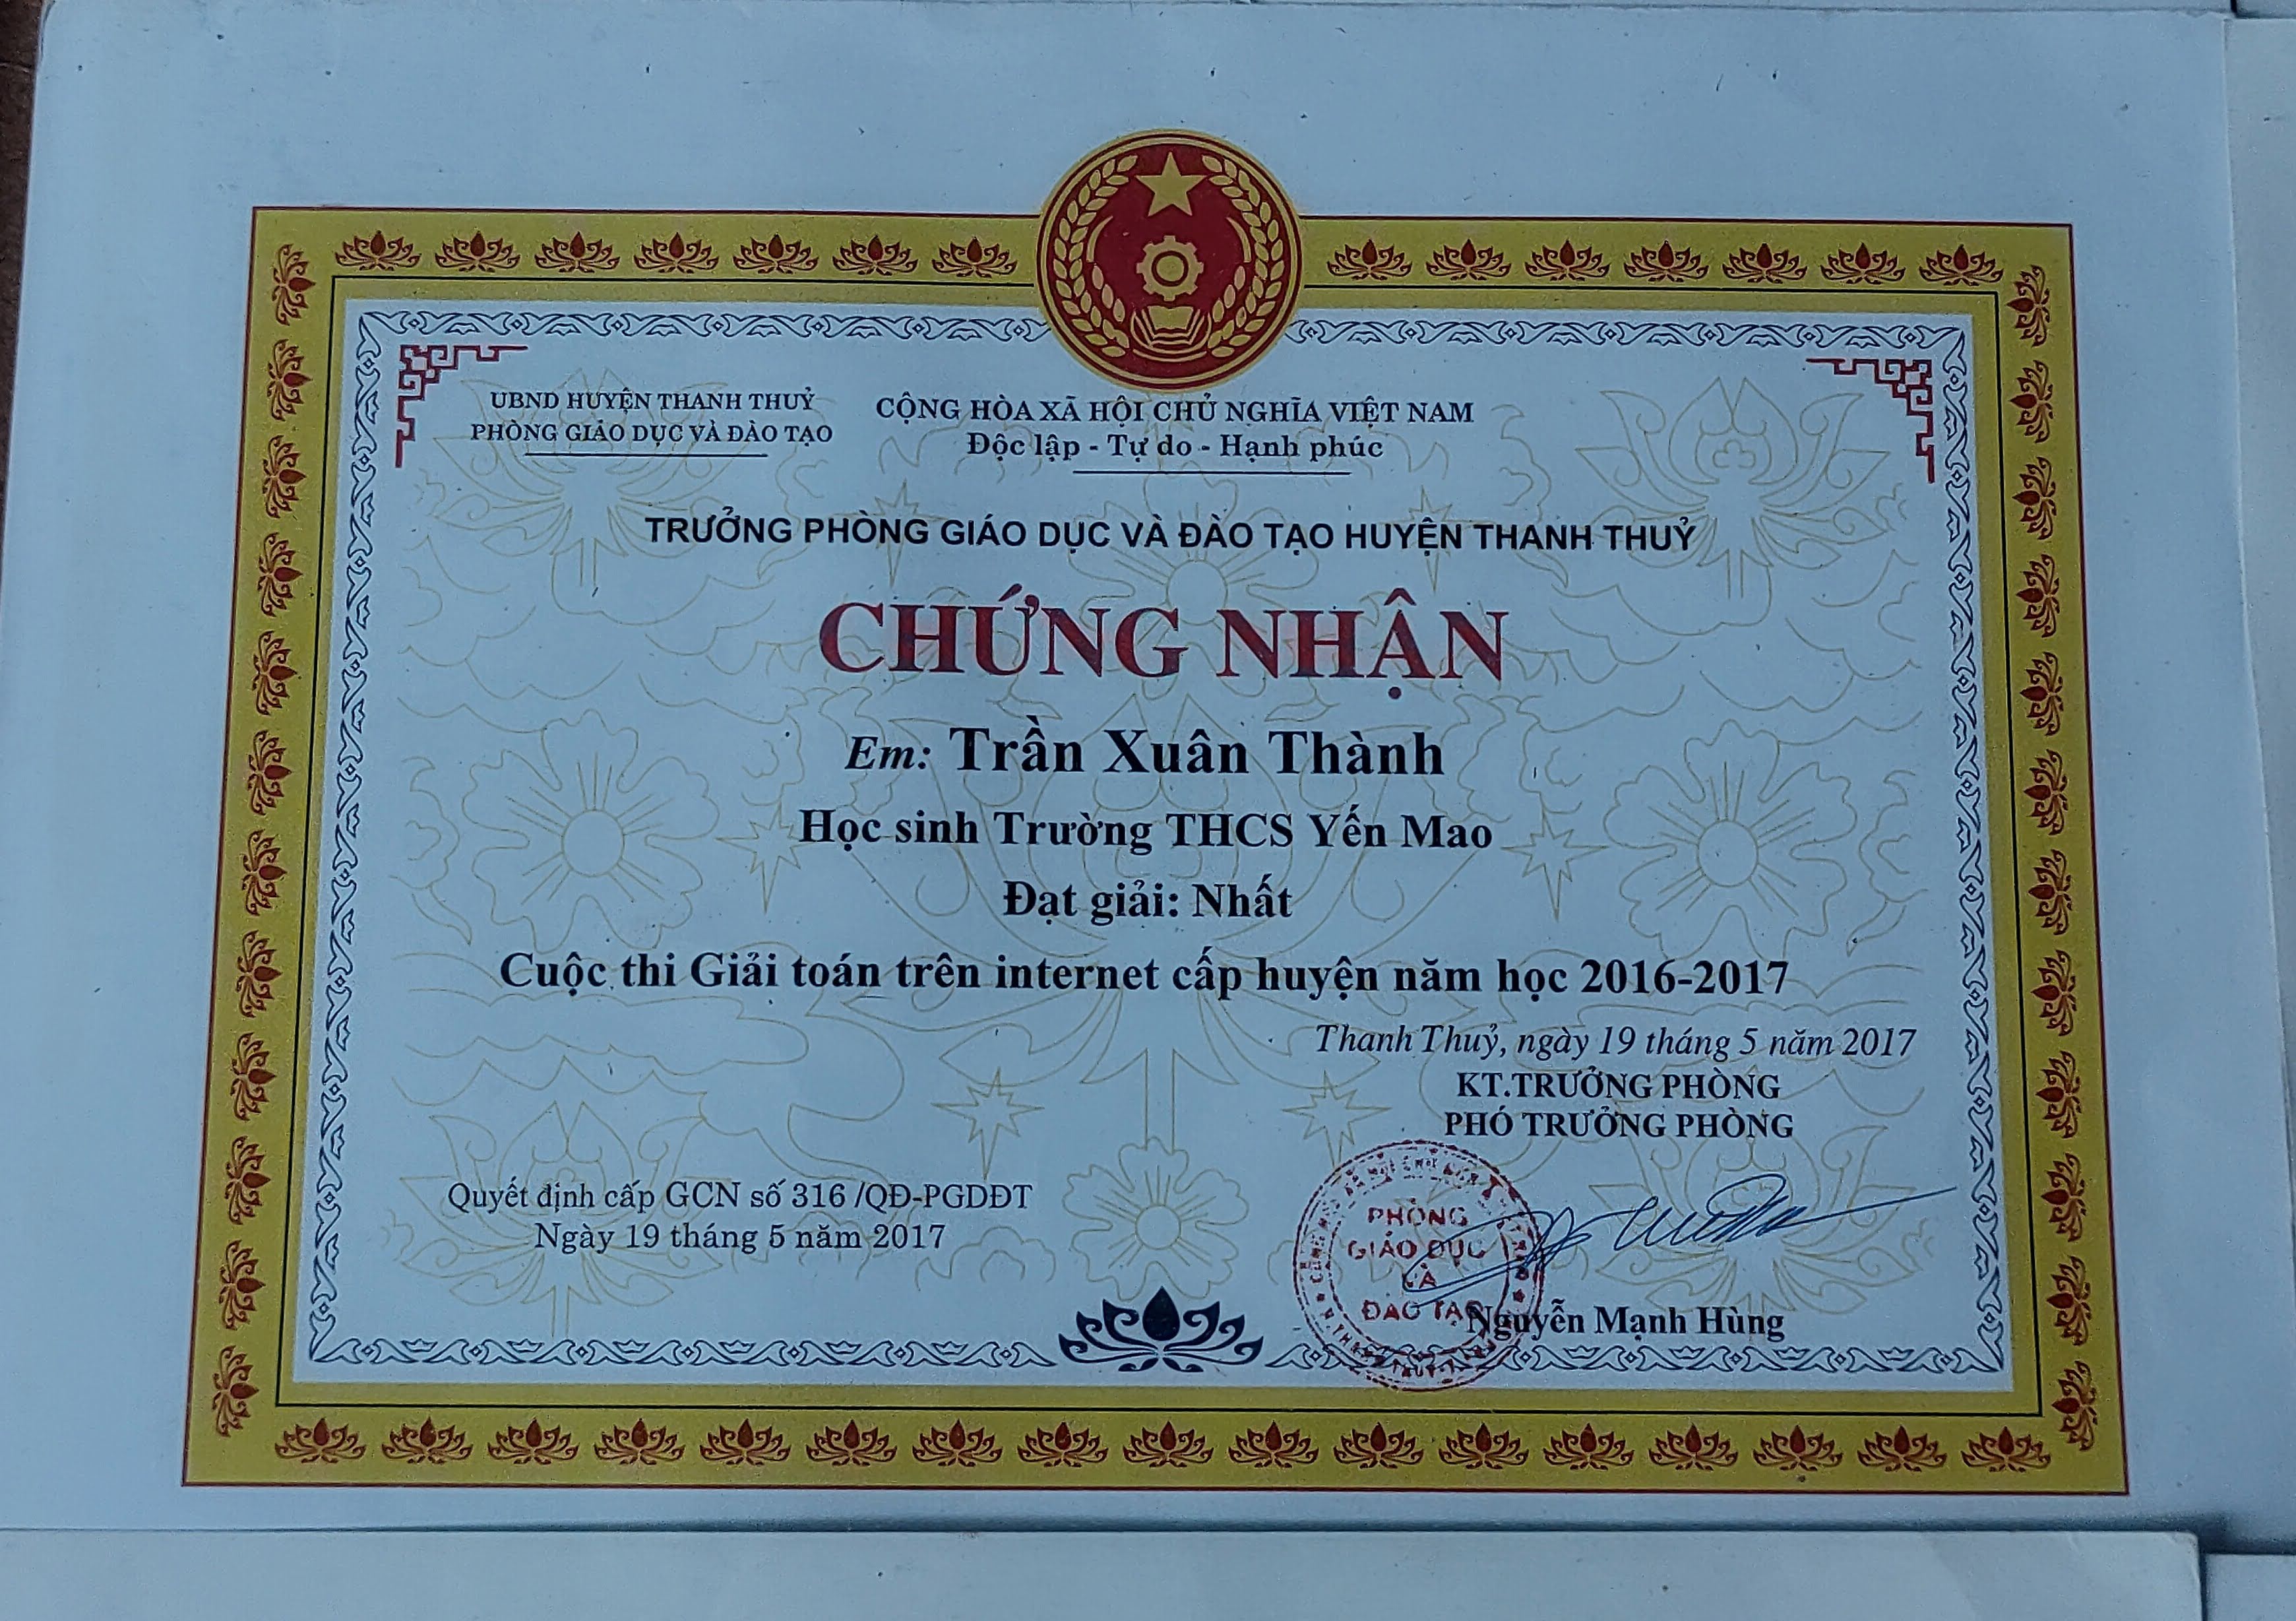 UBND HUYỆN THANH THUỶ
PHÒNG GIÁO DỤC VÀ ĐÀO TẠO
CỘNG HÒA XÃ HỘI CHỦ NGHĨA VIỆT NAM
Độc lập - Tự do - Hạnh phúc
TRƯỞNG PHÒNG GIÁO DỤC VÀ ĐÀO TẠO HUYỆN THANH THUỶ
CHỨNG NHẬN
Em: Trần Xuân Thành
Học sinh Trường THCS Yến Mao
Đạt giải: Nhất
Cuộc thi Giải toán trên internet cấp huyện năm học 2016-2017
Thanh Thuỷ, ngày 19 tháng 5 năm 2017
KT.TRƯỞNG PHÒNG
PHÓ TRƯỞNG PHÒNG
Quyết định cấp GCN số 316 /QĐ-PGDĐT
Ngày 19 tháng 5 năm 2017
PHÒNG
GIÁO DỤC
VÀ
ĐÀO TẠO
Nguyễn Mạnh Hùng